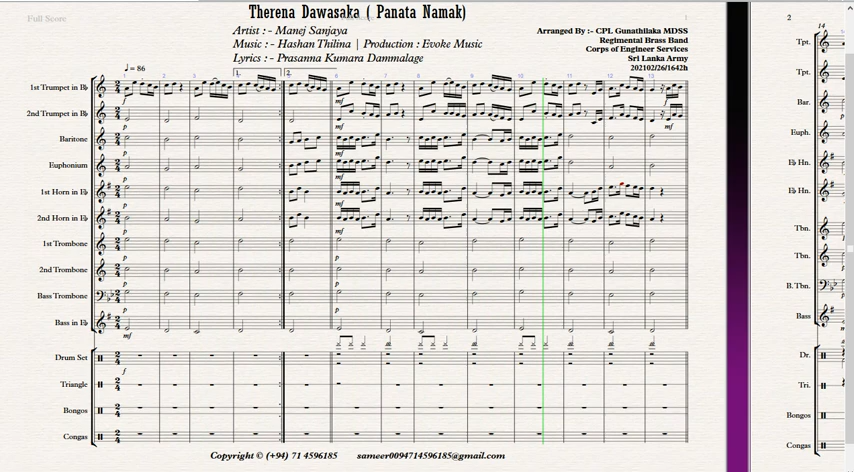 Full Score
Therena Dawasaka ( Panata Namak)
Artist : - Manej Sanjaya
Music : - Hashan Thilina | Production : Evoke Music
Lyrics : - Prasanna Kumara Dammalage
Arranged By :- CPL Gunathilaka MDSS
Regimental Brass Band
Corps of Engineer Services
Sri Lanka Army
202102/26/1642h
♩ = 86
1.
2.
1st Trumpet in B♭
2nd Trumpet in B♭
Baritone
Euphonium
1st Horn in E♭
2nd Horn in E♭
1st Trombone
2nd Trombone
Bass Trombone
Bass in E♭
Drum Set
Triangle
Bongos
Congas
Copyright © (+94) 71 4596185 sameer0094714596185@gmail.com
2
14
Tpt.
Tpt.
Bar.
Euph.
E♭ Hn.
E♭ Hn.
Tbn.
Tbn.
B. Tbn.
Bass
Dr.
Tri.
Bongos
Congas